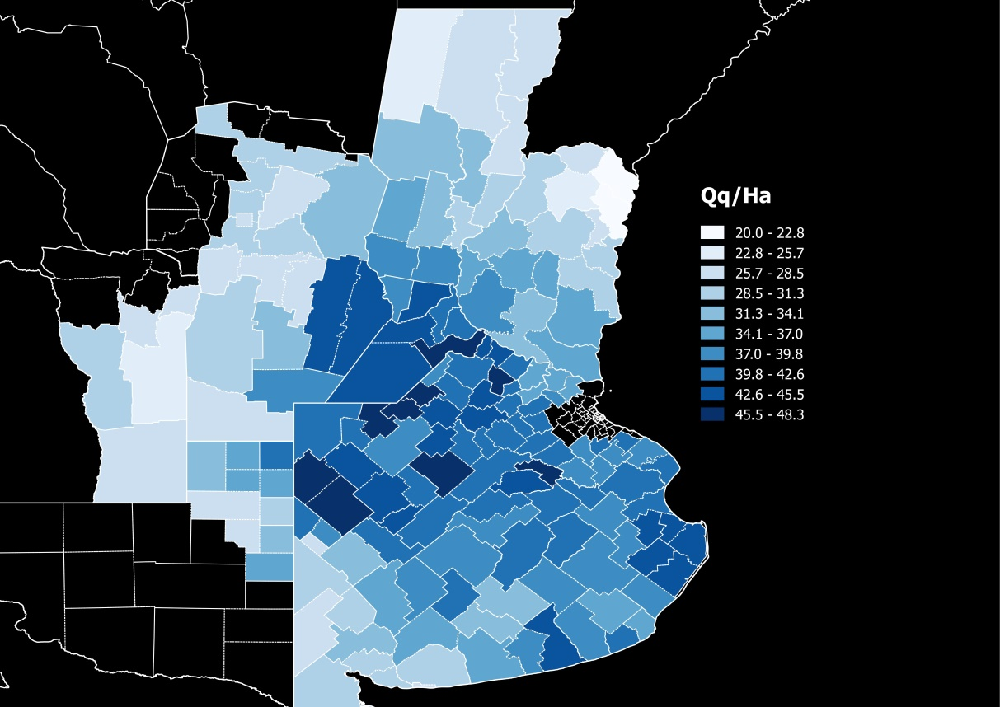 Qq/Ha
20.0 - 22.8
22.8 - 25.7
25.7 - 28.5
28.5 - 31.3
31.3 - 34.1
34.1 - 37.0
37.0 - 39.8
39.8 - 42.6
42.6 - 45.5
45.5 - 48.3